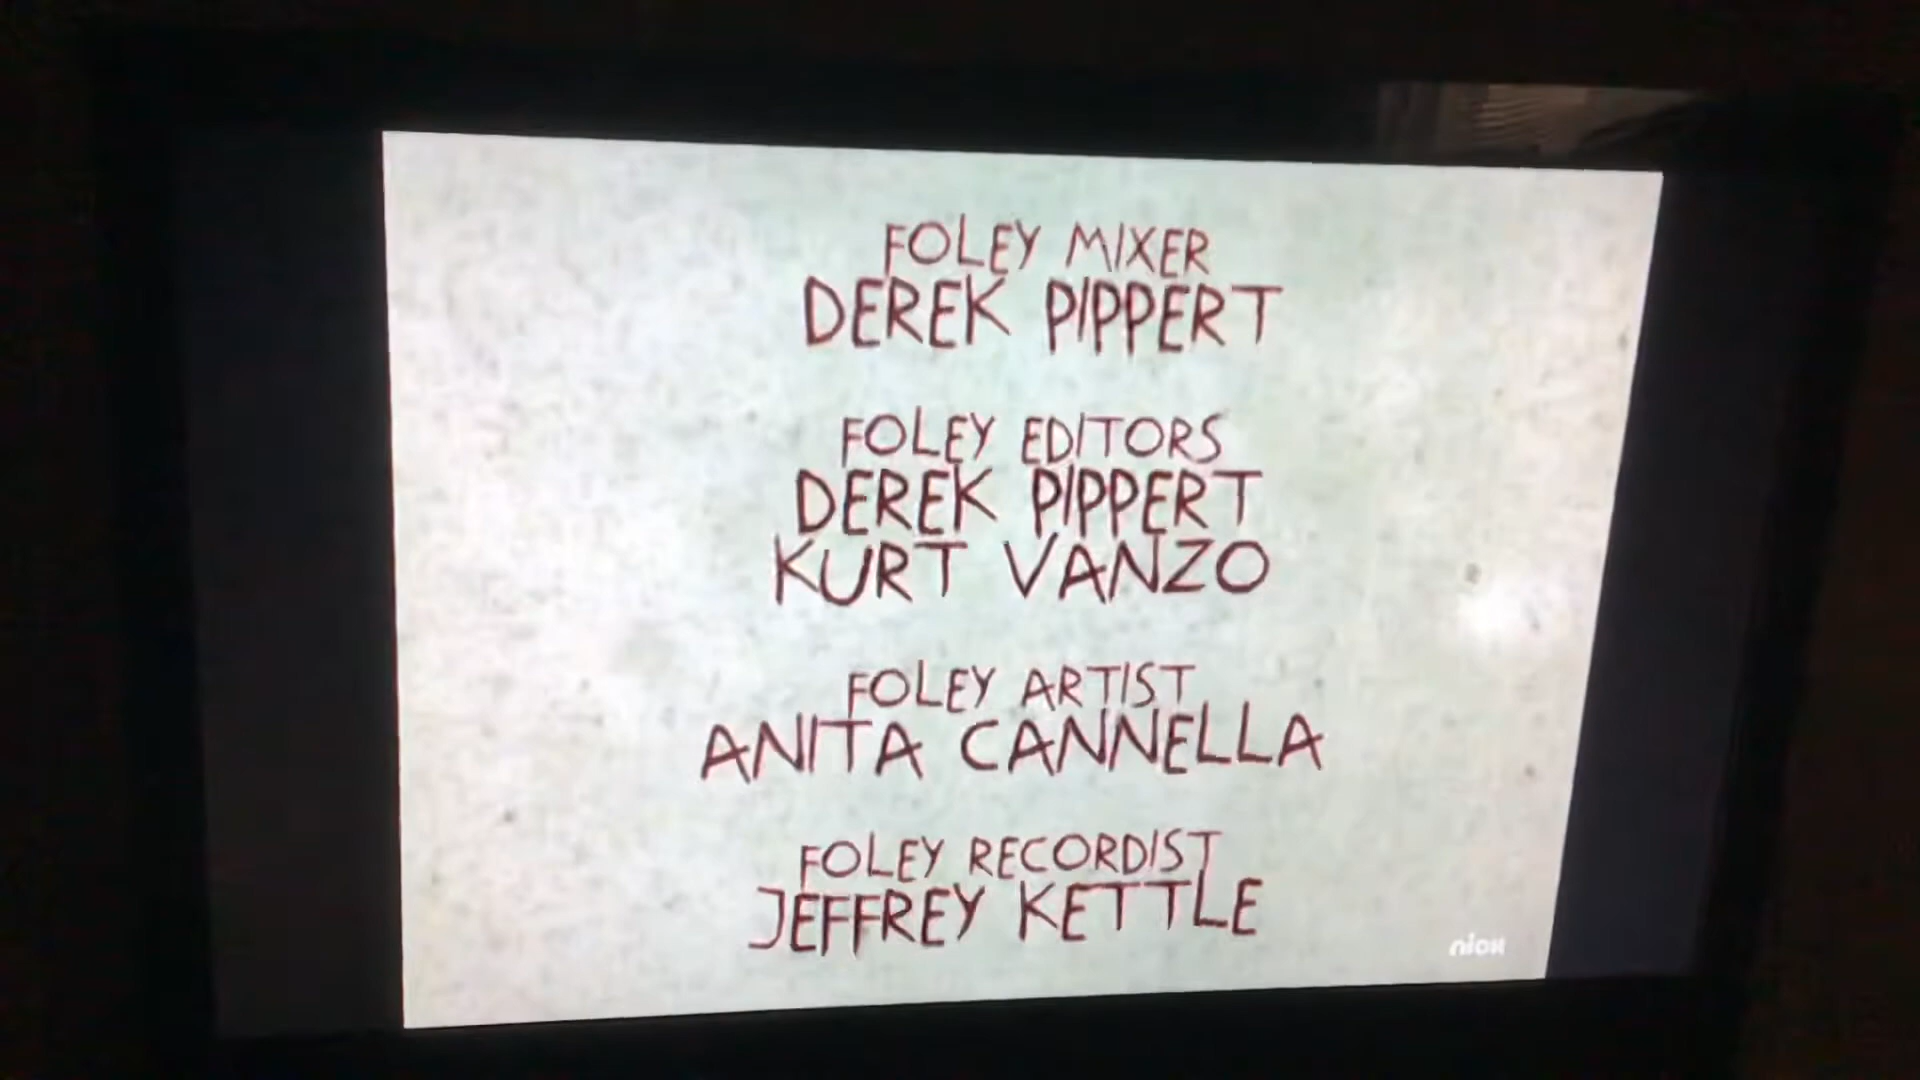 FOLEY MIXER
DEREK PIPPERT
FOLEY EDITORS
DEREK PIPPERT
KURT VANZO
FOLEY ARTIST
ANITA CANNELLA
FOLEY RECORDIST
JEFFREY KETTLE
nick